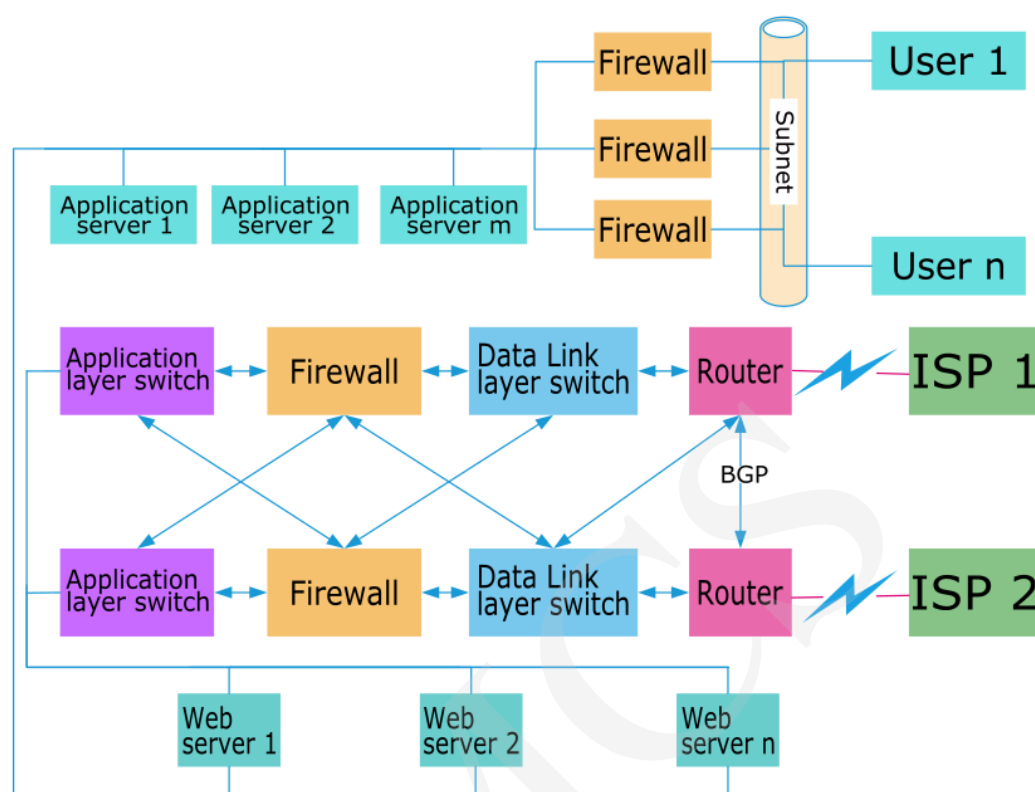 Firewall
User 1
Subnet
Firewall
Application
server 1
Application
server 2
Application
server m
Firewall
User n
Application
layer switch
Firewall
Data Link
layer switch
Router
ISP 1
BGP
Application
layer switch
Firewall
Data Link
layer switch
Router
ISP 2
Web
server 1
Web
server 2
Web
server n